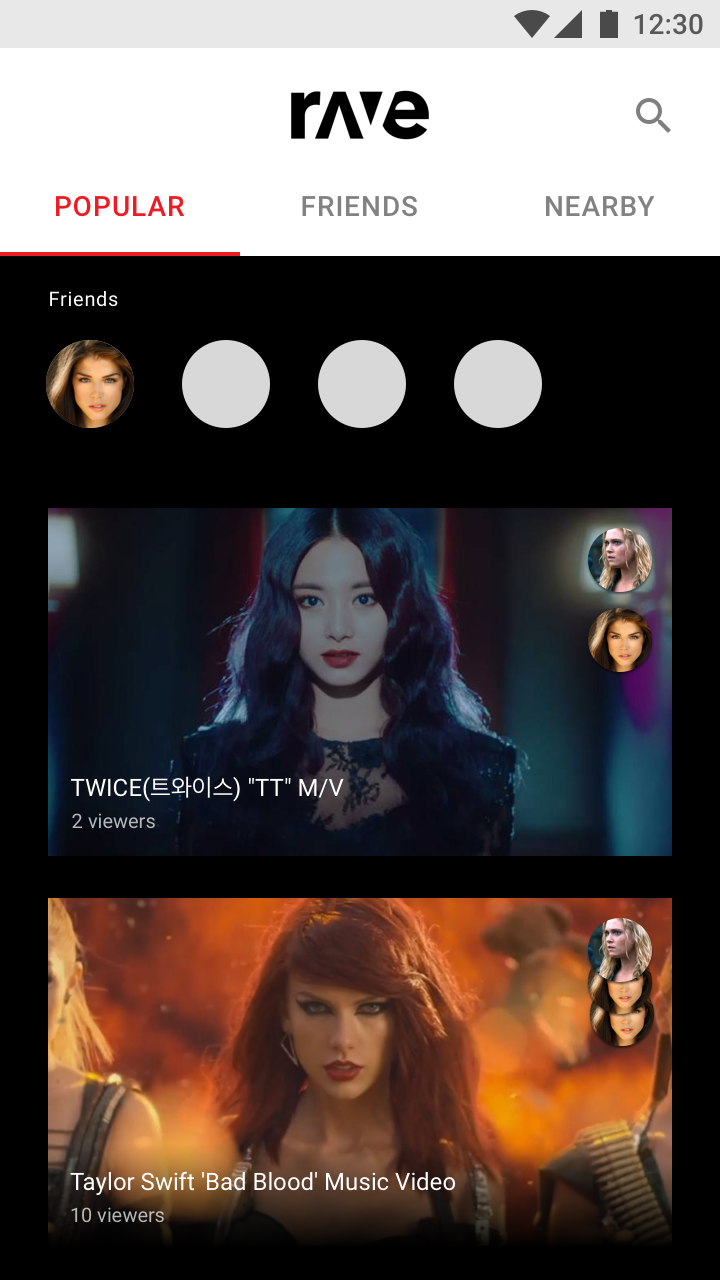 12:30
rave
POPULAR
FRIENDS
NEARBY
Friends
TWICE(트와이스) "TT" M/V
2 viewers
Taylor Swift 'Bad Blood' Music Video
10 viewers